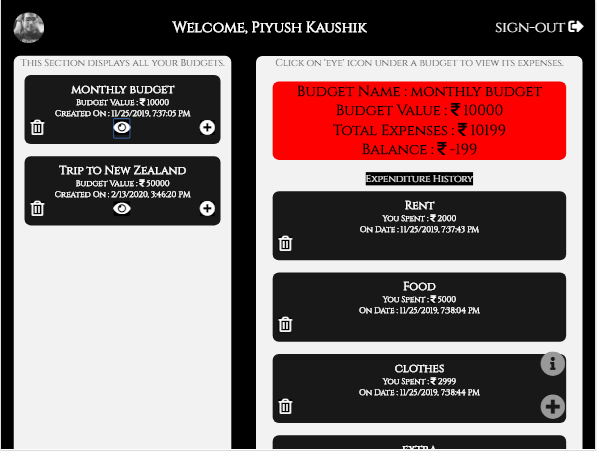 Welcome, Piyush Kaushik
Sign-out
This Section displays all your Budgets.
monthly budget
Budget Value : ₹ 10000
Created On : 11/25/2019, 7:37:05 PM
Trip to New Zealand
Budget Value : ₹ 50000
Created On : 2/13/2020, 3:46:20 PM
Click on 'eye' icon under a budget to view its expenses.
Budget Name : monthly budget
Budget Value : ₹ 10000
Total Expenses : ₹ 10199
Balance : ₹ -199
Expenditure History
Rent
You Spent : ₹ 2000
On Date : 11/25/2019, 7:37:43 PM
Food
You Spent : ₹ 5000
On Date : 11/25/2019, 7:38:04 PM
clothes
You Spent : ₹ 2999
On Date : 11/25/2019, 7:38:44 PM